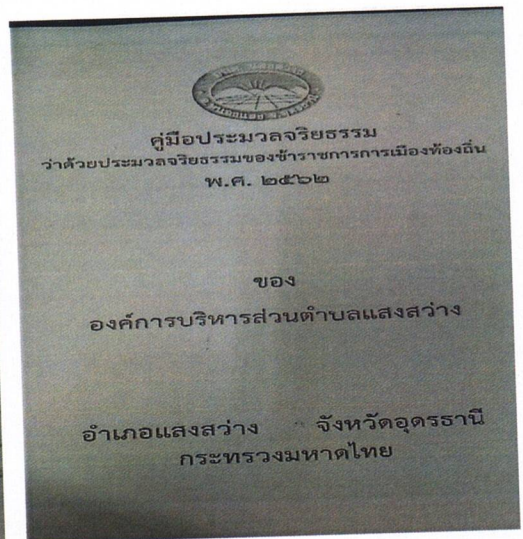 คู่มือประมวลจริยธรรม
ว่าด้วยประมวลจริยธรรมของข้าราชการการเมืองท้องถิ่น
พ.ศ. ๒๕๖๒
ของ
องค์การบริหารส่วนตำบลแสงสว่าง
อำเภอแสงสว่าง จังหวัดอุดรธานี
กระทรวงมหาดไทย